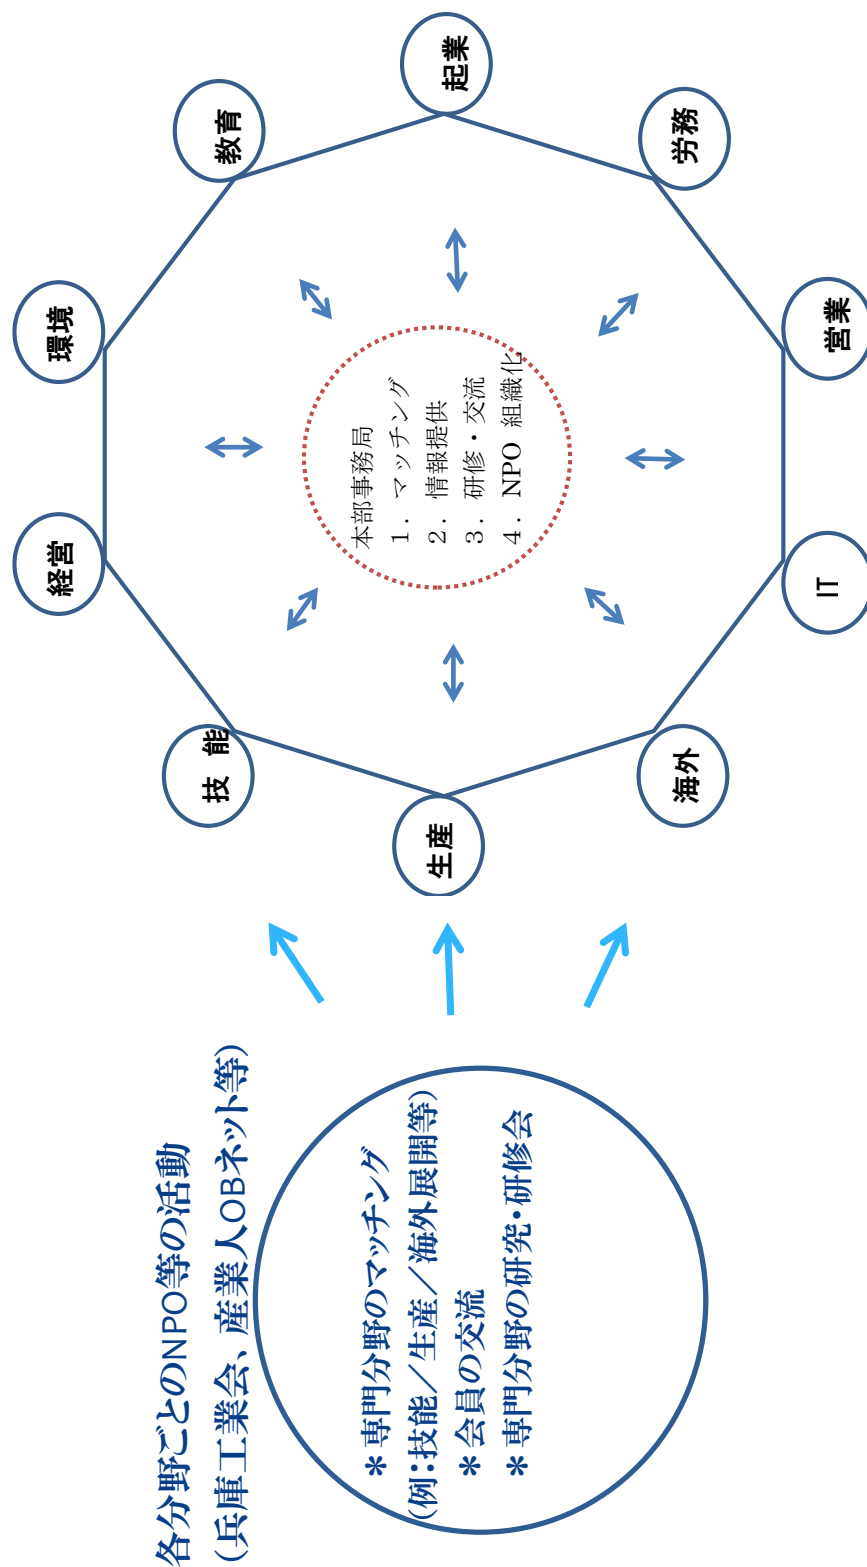 各分野ごとのNPO等の活動
(兵庫工業会、産業人OBネット等)
＊専門分野のマッチング
(例：技能／生産／海外展開等)
＊会員の交流
＊専門分野の研究・研修会
技 能
経営
環境
教育
起業
生産
本部事務局
１．マッチング
２．情報提供
３．研修・交流
４．NPO 組織化
海外
IT
営業
労務